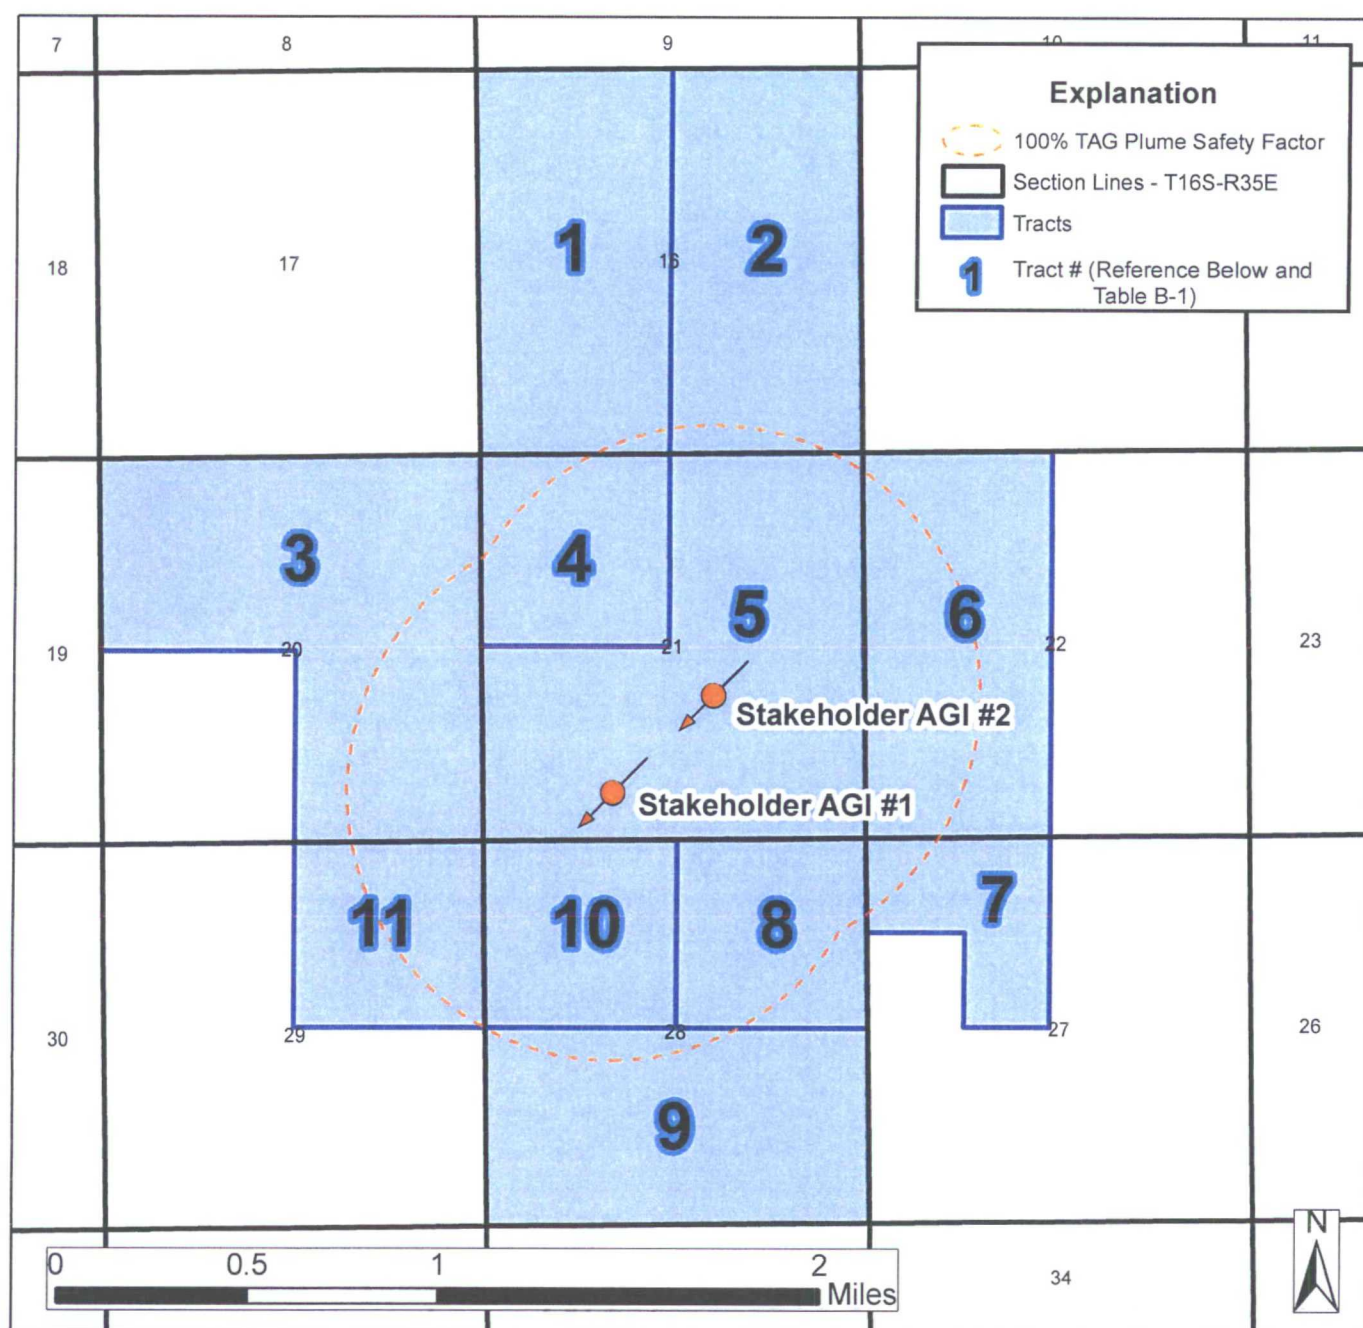 7 8 9 10 11
Explanation
100% TAG Plume Safety Factor
Section Lines - T16S-R35E
Tracts
1 Tract # (Reference Below and
Table B-1)
18 17 1 16 2
3 4 5 6
19 20 21 22 23
Stakeholder AGI #2
Stakeholder AGI #1
11 10 8 7
30 29 28 27 26
9
0 0.5 1 2
Miles
34
N